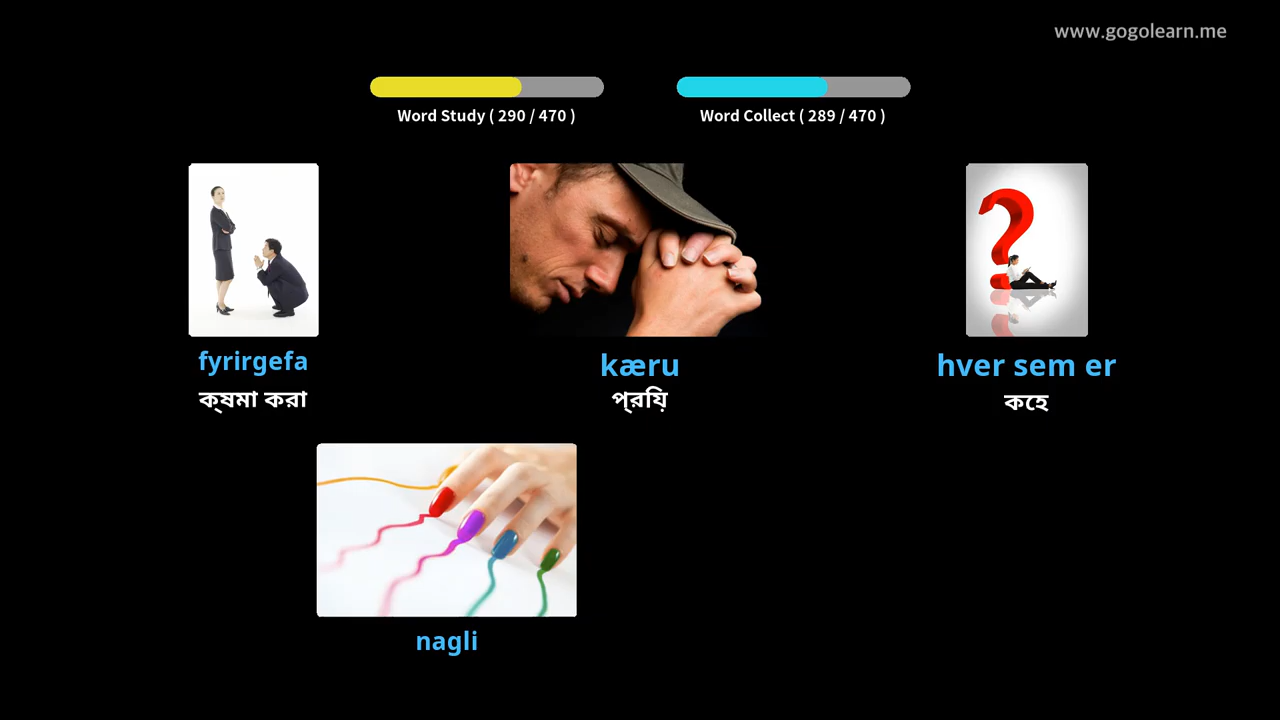 www.gogolearn.me
Word Study ( 290 / 470 )
Word Collect ( 289 / 470 )
fyrirgefa
ক্ষমা করা
kæru
প্রিয়
hver sem er
কেহ
nagli